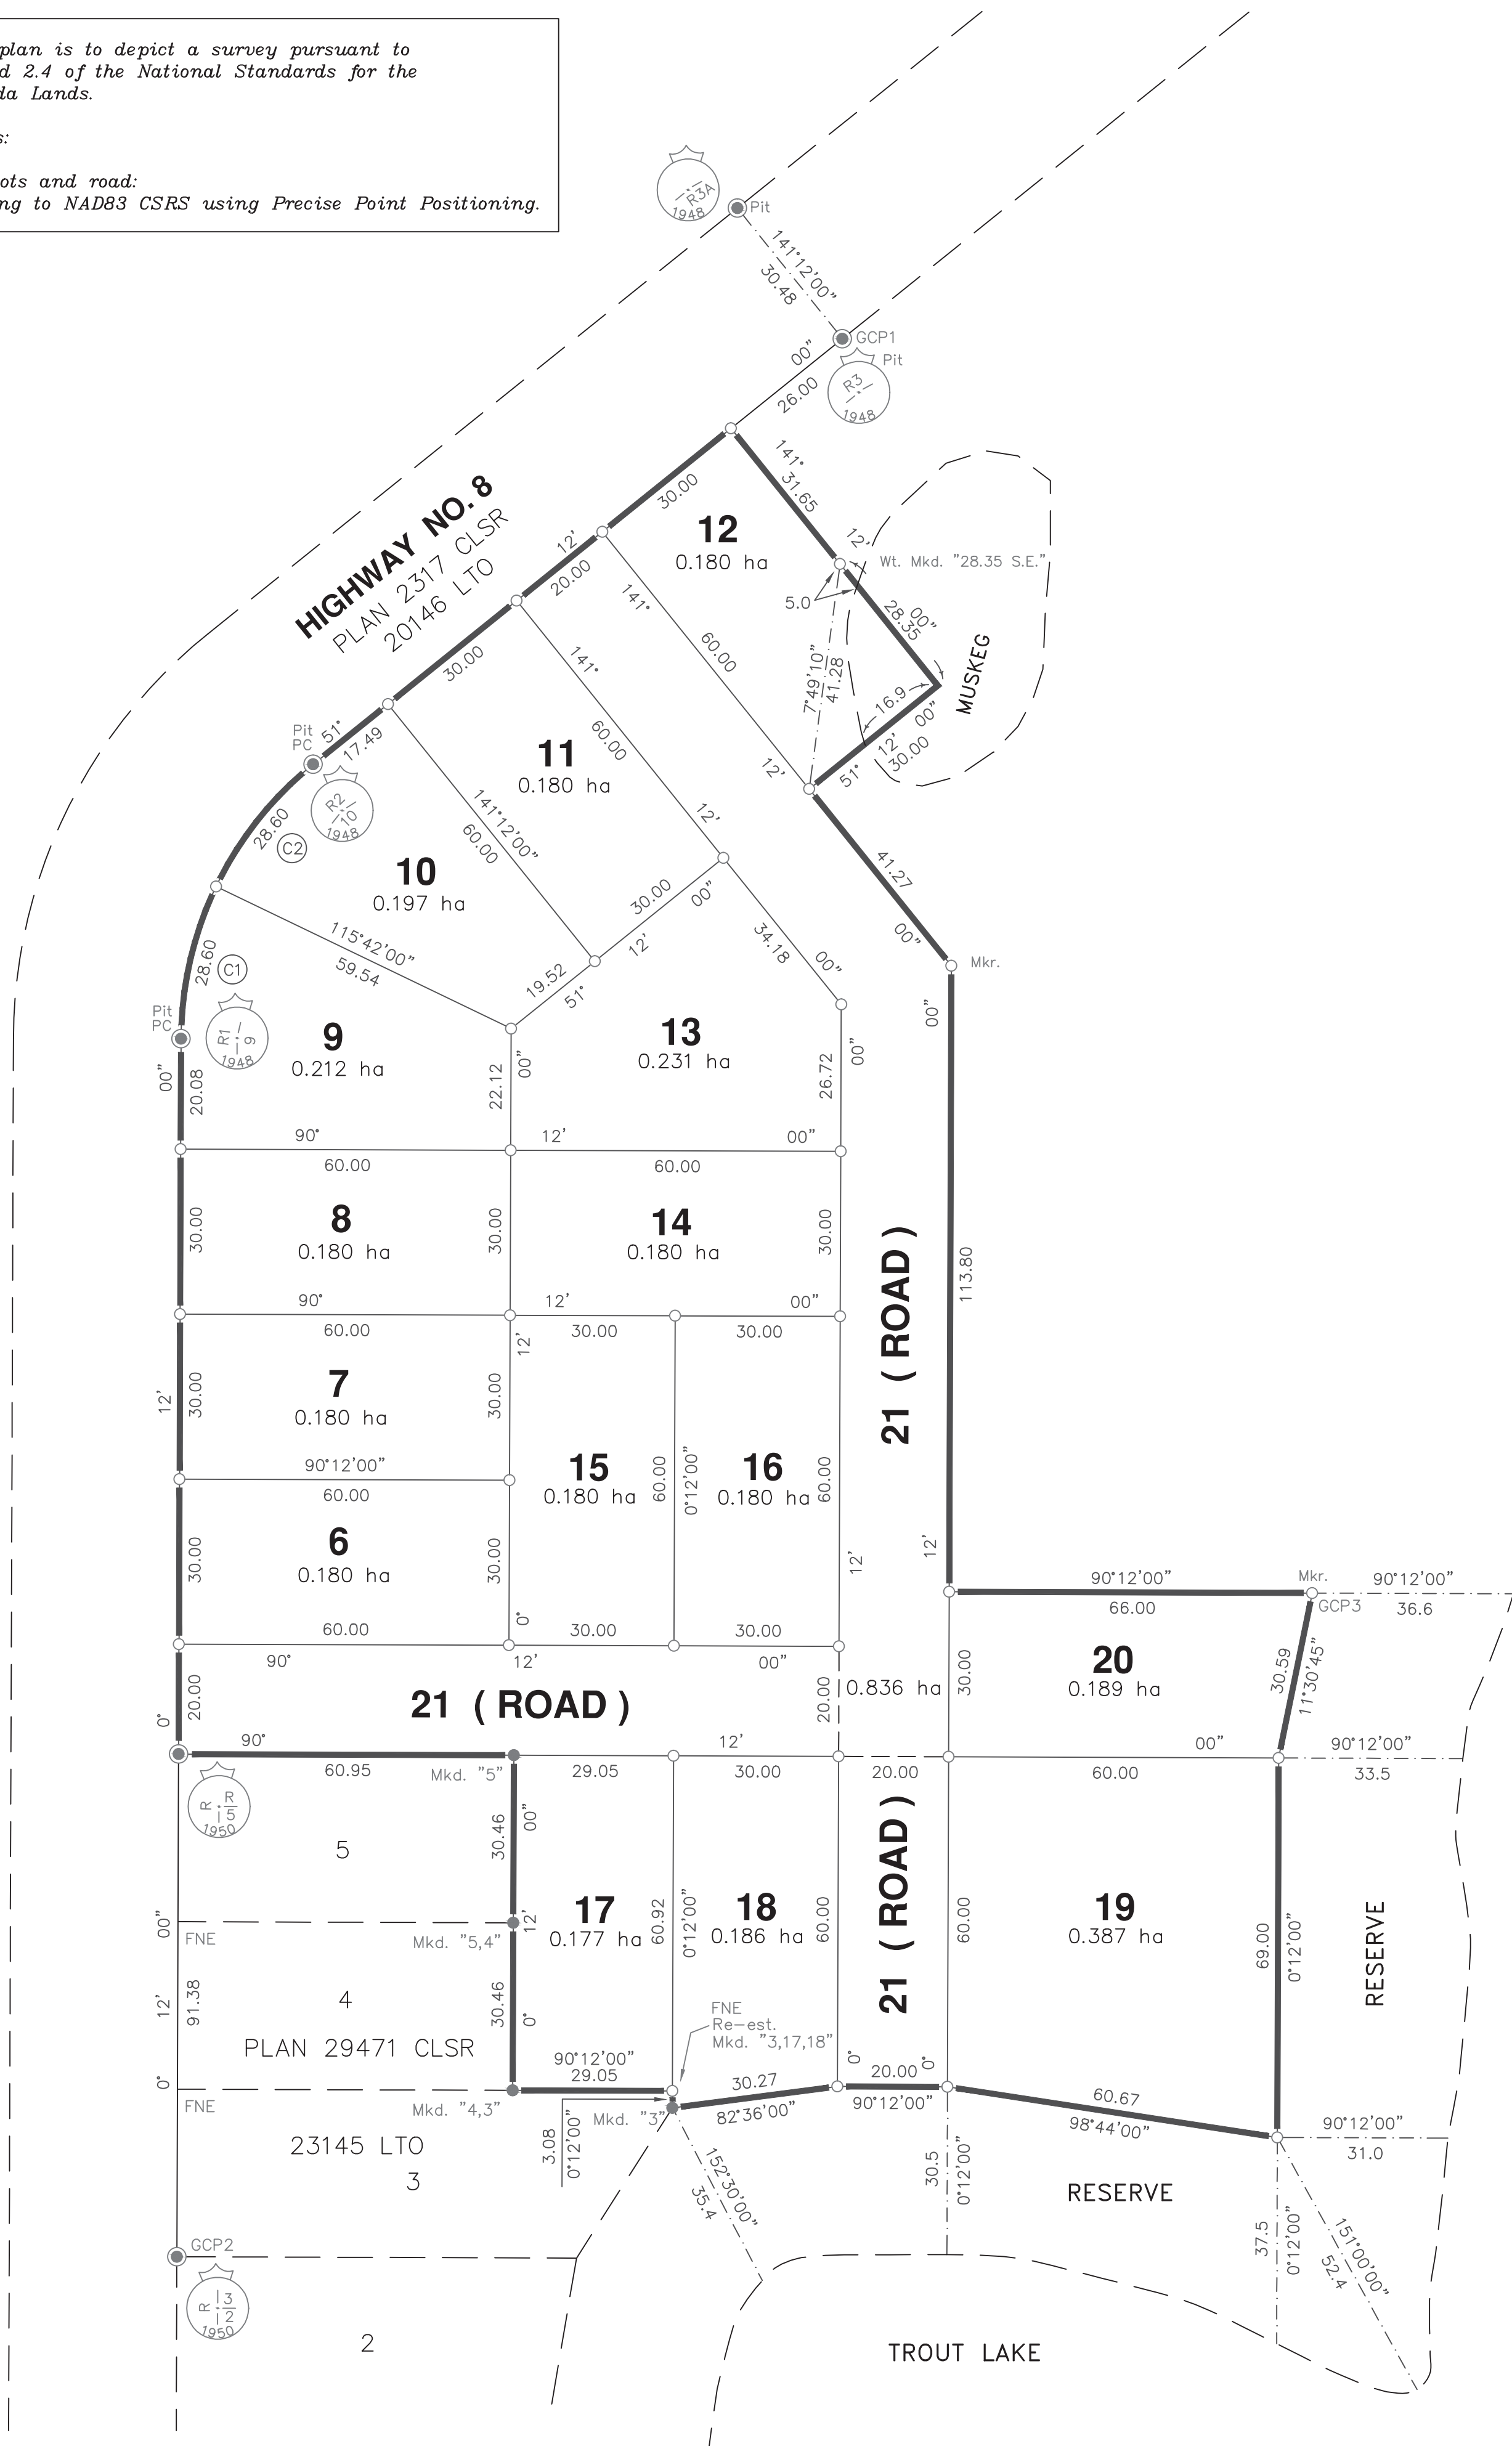 plan is to depict a survey pursuant to
d 2.4 of the National Standards for the
da Lands.
s:
ots and road:
ng to NAD83 CSRS using Precise Point Positioning.
R3A
1948
Pit
141°12'00"
30.48
GCP1
Pit
R3
1948
00"
26.00
HIGHWAY NO. 8
PLAN 2317 CLSR
20146 LTO
30.00
12'
20.00
12
0.180 ha
141°
31.65
12'
Wt. Mkd. "28.35 S.E."
5.0
28.35
00"
MUSKEG
7°49'10"
41.28
16.9
00"
12'
51°
30.00
141°
60.00
12'
30.00
141°
60.00
12'
11
0.180 ha
Pit
PC
51°
17.49
R2
10
1948
28.60
C2
141°12'00"
60.00
10
0.197 ha
41.27
00"
Mkr.
30.00
00"
12'
19.52
51°
34.18
00"
115°42'00"
59.54
28.60
C1
Pit
PC
R1
9
1948
9
0.212 ha
13
0.231 ha
00"
20.08
22.12
00"
26.72
00"
00"
90°
12'
00"
60.00
60.00
8
0.180 ha
30.00
30.00
14
0.180 ha
30.00
21 ( ROAD )
113.80
90°
12'
00"
60.00
30.00
30.00
12'
7
0.180 ha
12'
30.00
30.00
90°12'00"
60.00
15
0.180 ha
60.00
0°12'00"
16
0.180 ha
60.00
6
0.180 ha
30.00
30.00
0°
12'
12'
60.00
30.00
30.00
90°
12'
00"
90°12'00"
66.00
Mkr.
GCP3
90°12'00"
36.6
20
0.189 ha
30.00
30.59
11°30'45"
0°
20.00
21 ( ROAD )
20.00
0.836 ha
90°
60.95
Mkd. "5"
12'
29.05
30.00
20.00
00"
60.00
90°12'00"
33.5
R
R
5
1950
5
30.46
00"
17
0.177 ha
60.92
0°12'00"
18
0.186 ha
60.00
21 ( ROAD )
60.00
19
0.387 ha
69.00
0°12'00"
RESERVE
00"
FNE
Mkd. "5,4"
12'
12'
91.38
4
30.46
0°
PLAN 29471 CLSR
FNE
Re-est.
Mkd. "3,17,18"
0°
0°
0°
90°12'00"
29.05
30.27
82°36'00"
20.00
90°12'00"
60.67
98°44'00"
90°12'00"
31.0
FNE
Mkd. "4,3"
Mkd. "3"
3.08
0°12'00"
23145 LTO
3
152°30'00"
35.4
30.5
0°12'00"
RESERVE
37.5
0°12'00"
151°00'00"
52.4
GCP2
R
3
2
1950
2
TROUT LAKE